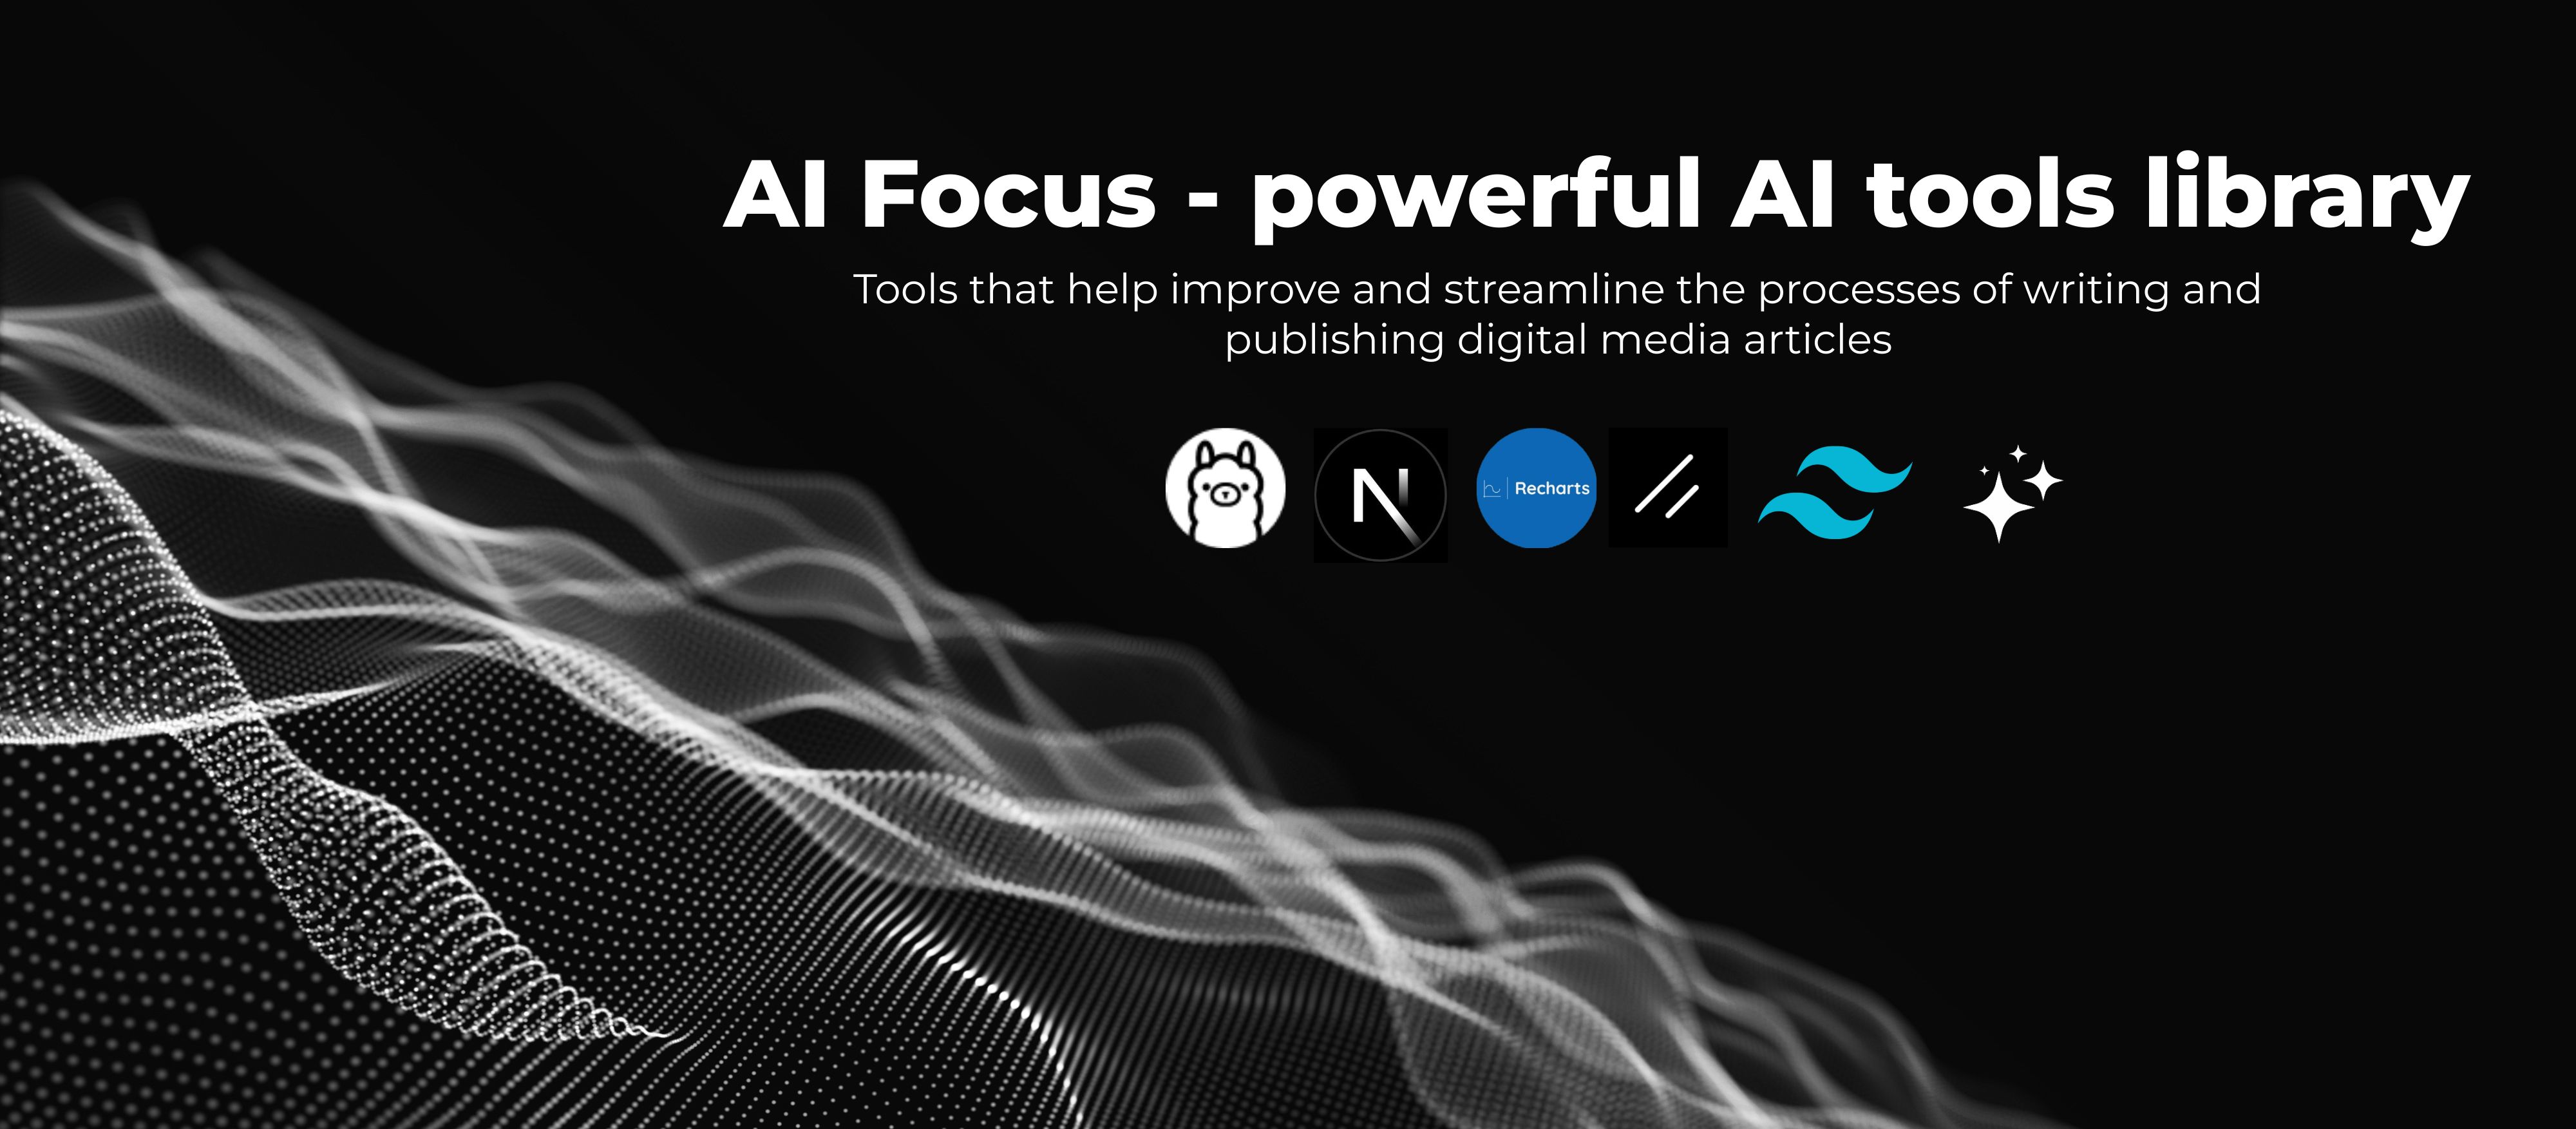 AI Focus - powerful AI tools library
Tools that help improve and streamline the processes of writing and
publishing digital media articles
N
Recharts